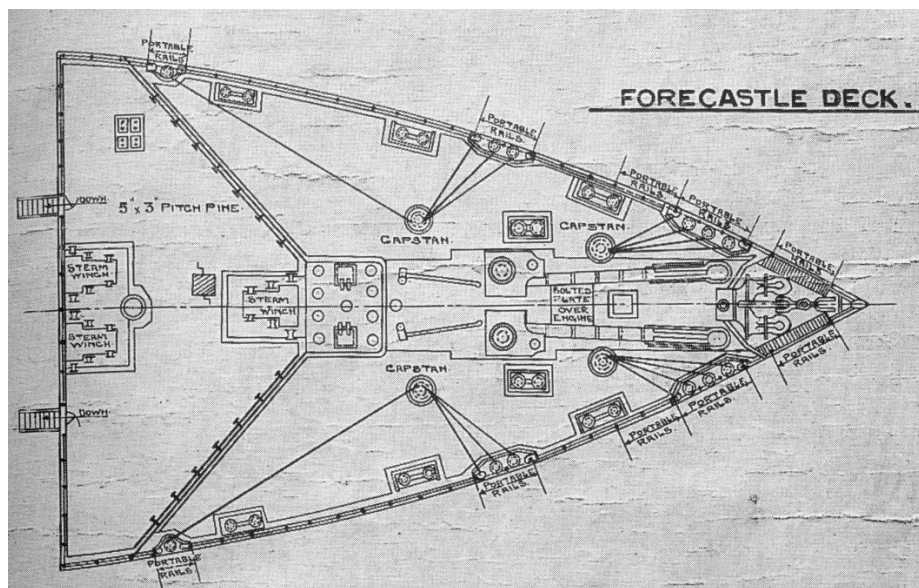 FORECASTLE DECK.
PORTABLE
RAILS
PORTABLE
RAILS.
PORTABLE
RAILS.
PORTABLE
RAILS.
PORTABLE
RAILS.
DOWN.
5" x 3" PITCH PINE.
CAPSTAN.
CAPSTAN.
STEAM
WINCH
STEAM
WINCH.
STEAM
WINCH
BOLTED
PLATE
OVER
ENGINE
CAPSTAN.
DOWN.
PORTABLE
RAILS.
PORTABLE
RAILS.
PORTABLE
RAILS.
PORTABLE
RAILS.
PORTABLE
RAILS.